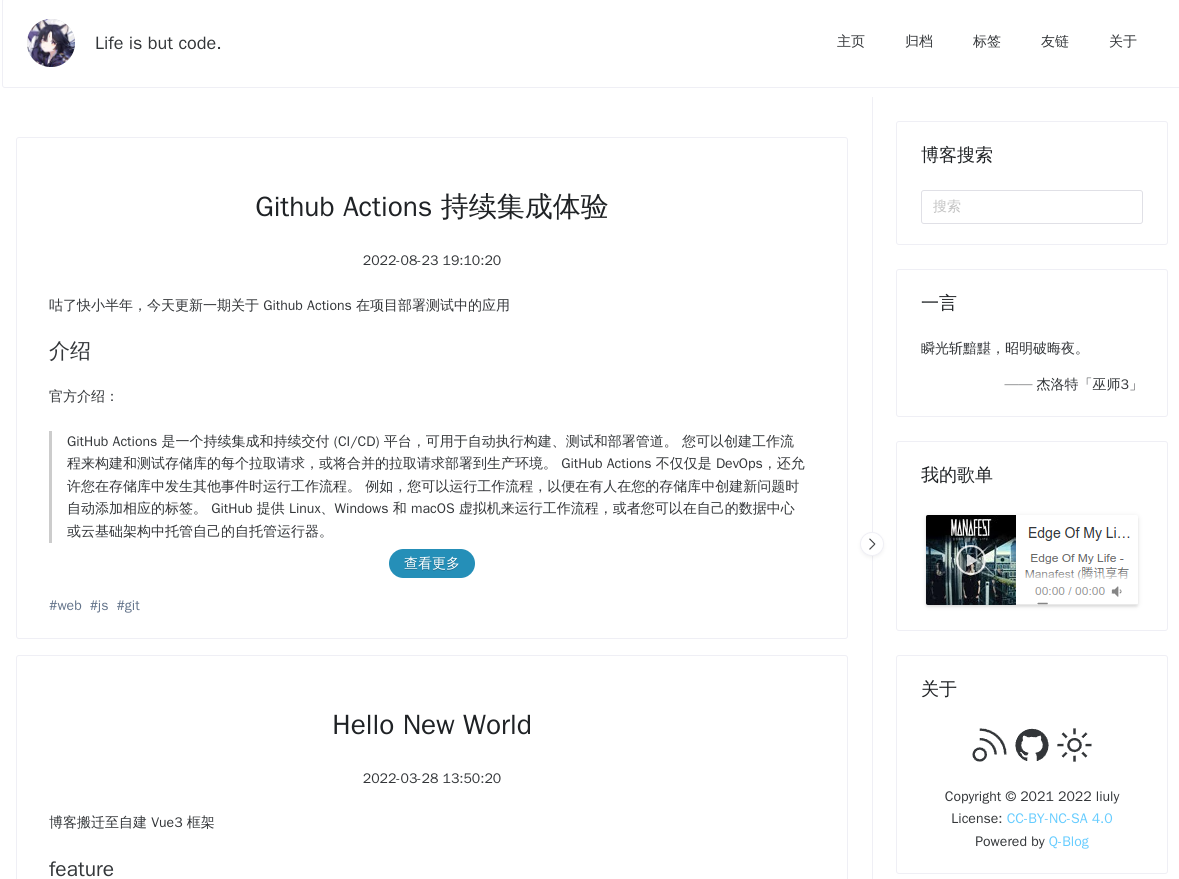 Life is but code.
主页 归档 标签 友链 关于
Github Actions 持续集成体验
2022-08-23 19:10:20
咕了快小半年，今天更新一期关于 Github Actions 在项目部署测试中的应用
介绍
官方介绍：
GitHub Actions 是一个持续集成和持续交付 (CI/CD) 平台，可用于自动执行构建、测试和部署管道。 您可以创建工作流
程来构建和测试存储库的每个拉取请求，或将合并的拉取请求部署到生产环境。 GitHub Actions 不仅仅是 DevOps，还允
许您在存储库中发生其他事件时运行工作流程。 例如，您可以运行工作流程，以便在有人在您的存储库中创建新问题时
自动添加相应的标签。 GitHub 提供 Linux、Windows 和 macOS 虚拟机来运行工作流程，或者您可以在自己的数据中心
或云基础架构中托管自己的自托管运行器。
查看更多
#web #js #git
Hello New World
2022-03-28 13:50:20
博客搬迁至自建 Vue3 框架
feature
博客搜索
搜索
一言
瞬光斩黯黮，昭明破晦夜。
—— 杰洛特「巫师3」
我的歌单
MANAFEST
Edge Of My Li...
Edge Of My Life -
Manafest (腾讯享有
00:00 / 00:00
关于
Copyright © 2021 2022 liuly
License: CC-BY-NC-SA 4.0
Powered by Q-Blog